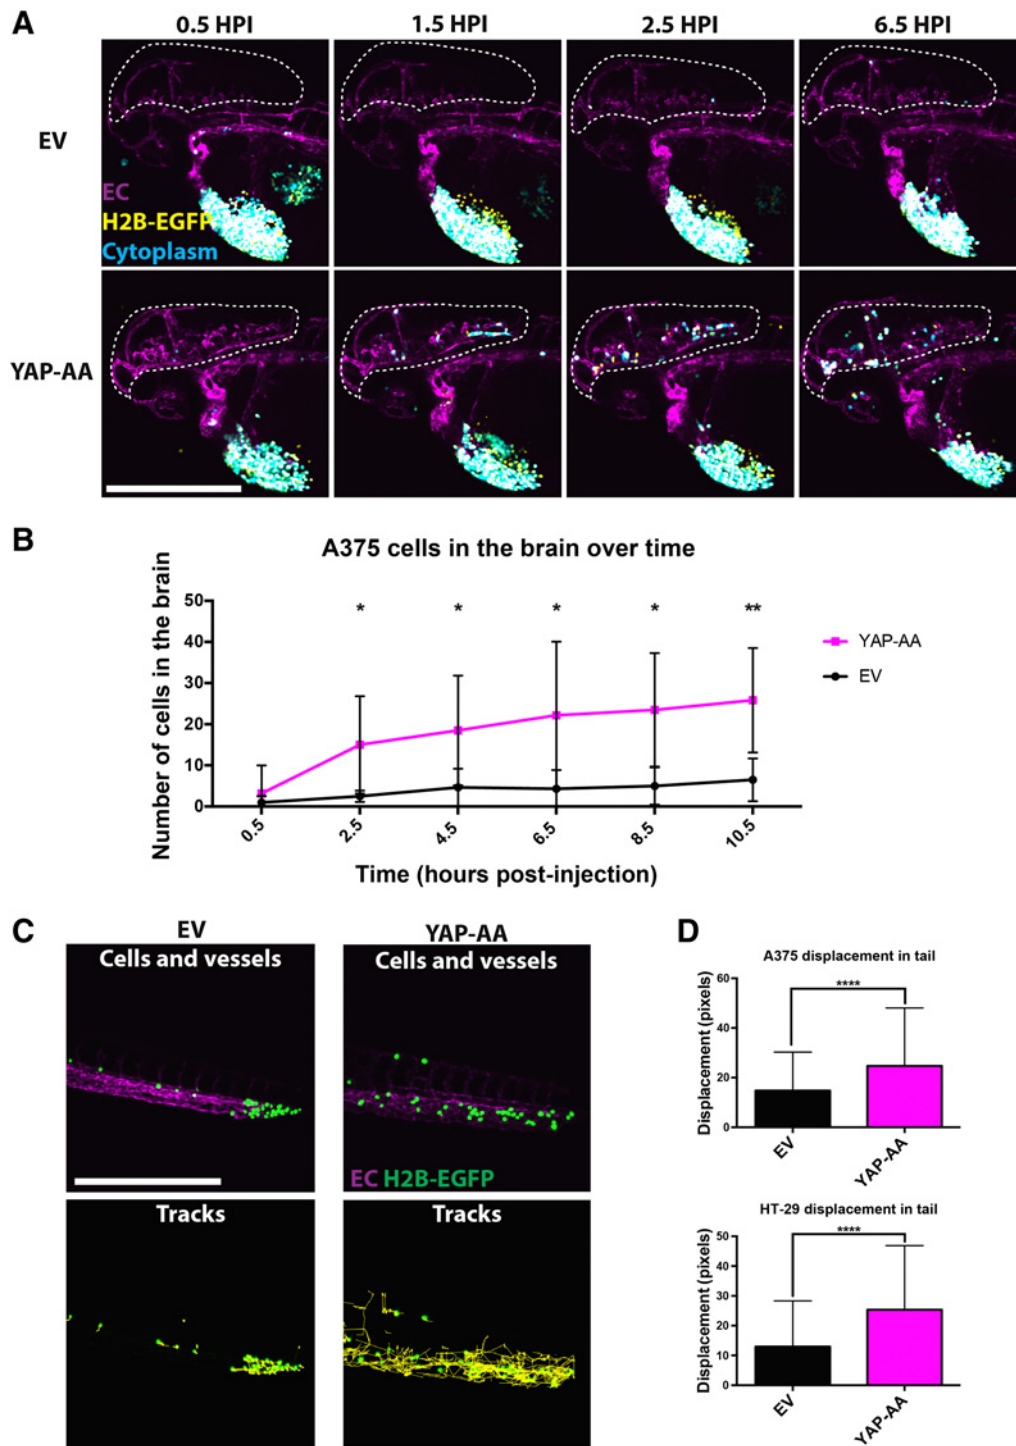 A
0.5 HPI 1.5 HPI 2.5 HPI 6.5 HPI
EV
EC
H2B-EGFP
Cytoplasm
YAP-AA
B
A375 cells in the brain over time
Number of cells in the brain
50
40
30
20
10
0
* * * * **
YAP-AA
EV
0.5 2.5 4.5 6.5 8.5 10.5
Time (hours post-injection)
C
EV YAP-AA
Cells and vessels Cells and vessels
EC H2B-EGFP
Tracks Tracks
D
A375 displacement in tail
Displacement (pixels)
60
40
20
0
****
EV YAP-AA
HT-29 displacement in tail
Displacement (pixels)
50
40
30
20
10
0
****
EV YAP-AA